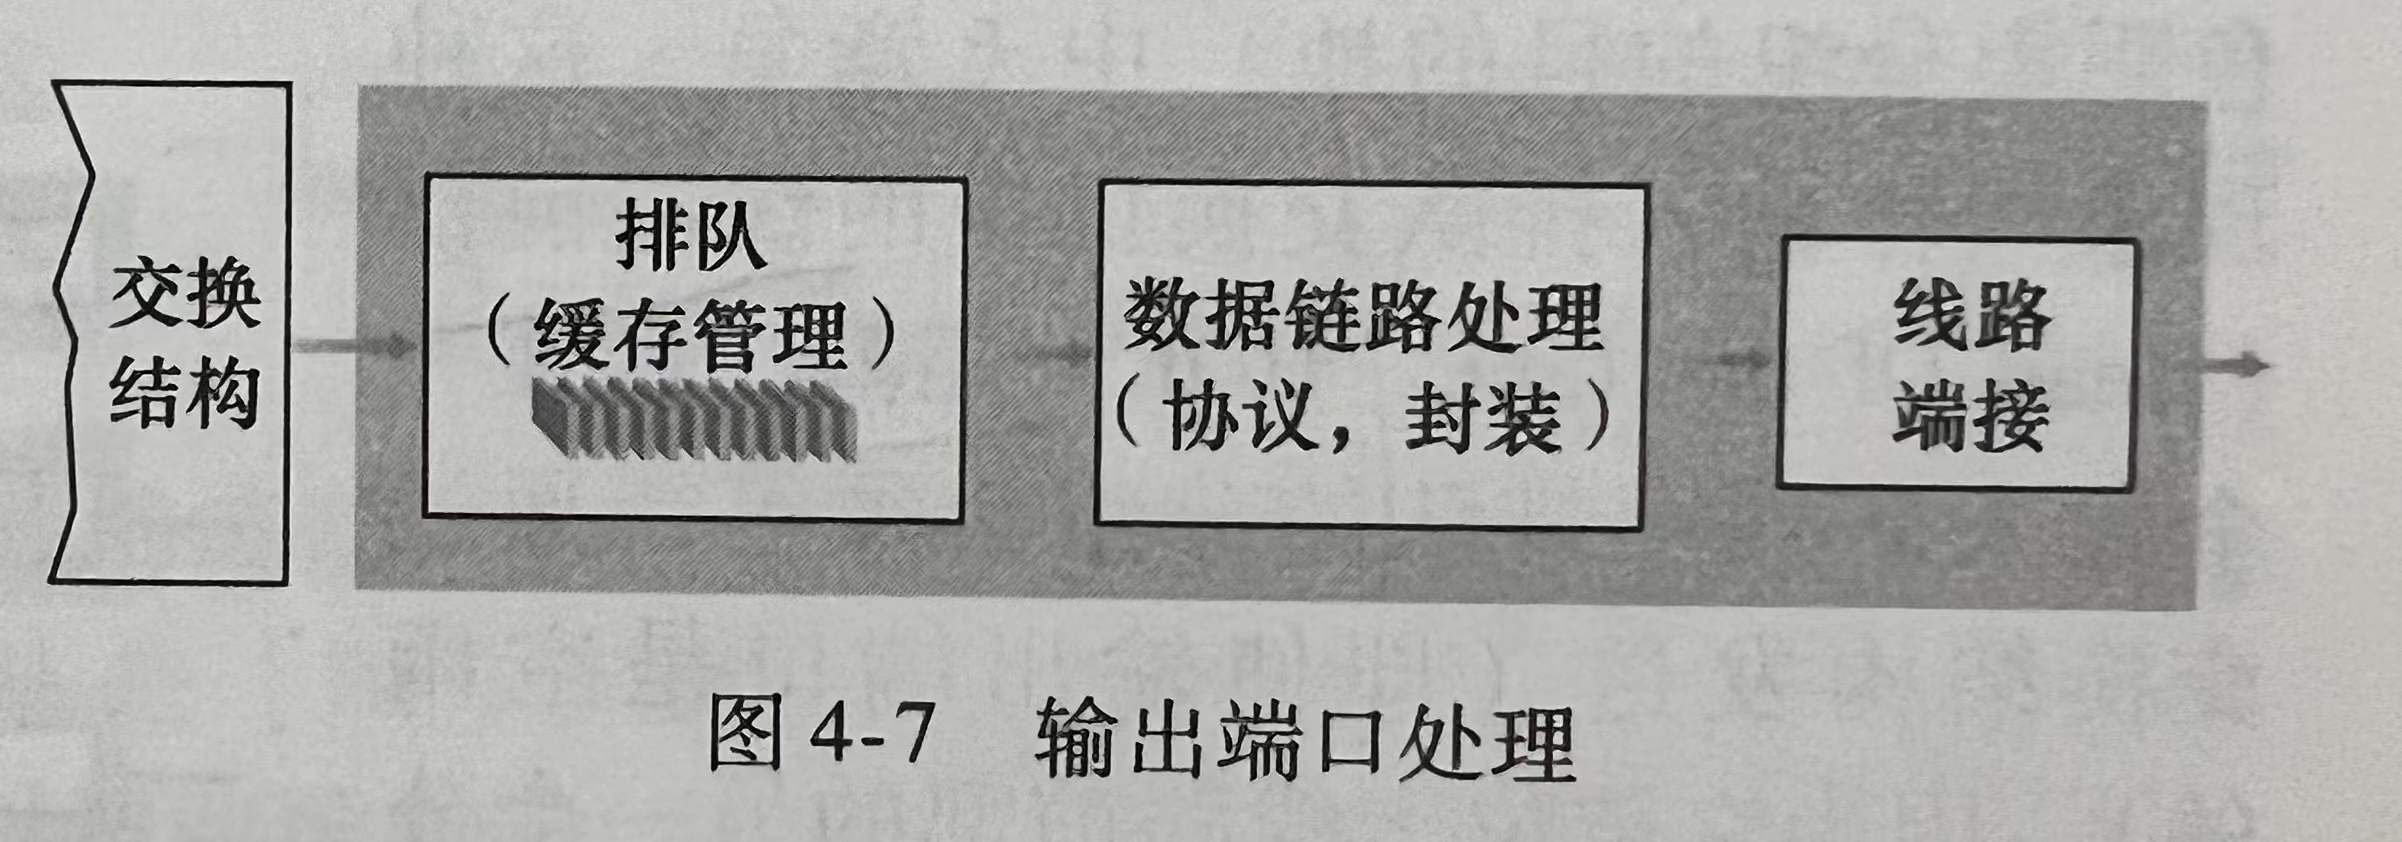 交换
结构
排队
（缓存管理）
数据链路处理
（协议，封装）
线路
端接
图 4-7 输出端口处理